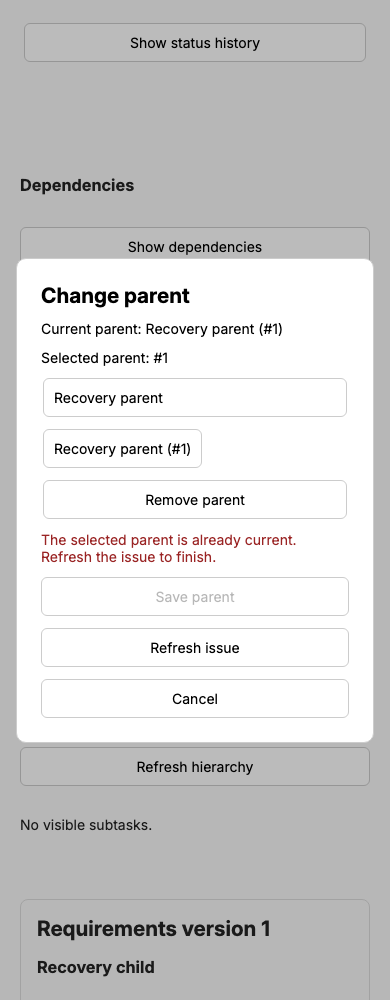 Show status history
Dependencies
Show dependencies
Change parent
Current parent: Recovery parent (#1)
Selected parent: #1
Recovery parent
Recovery parent (#1)
Remove parent
The selected parent is already current.
Refresh the issue to finish.
Save parent
Refresh issue
Cancel
Refresh hierarchy
No visible subtasks.
Requirements version 1
Recovery child